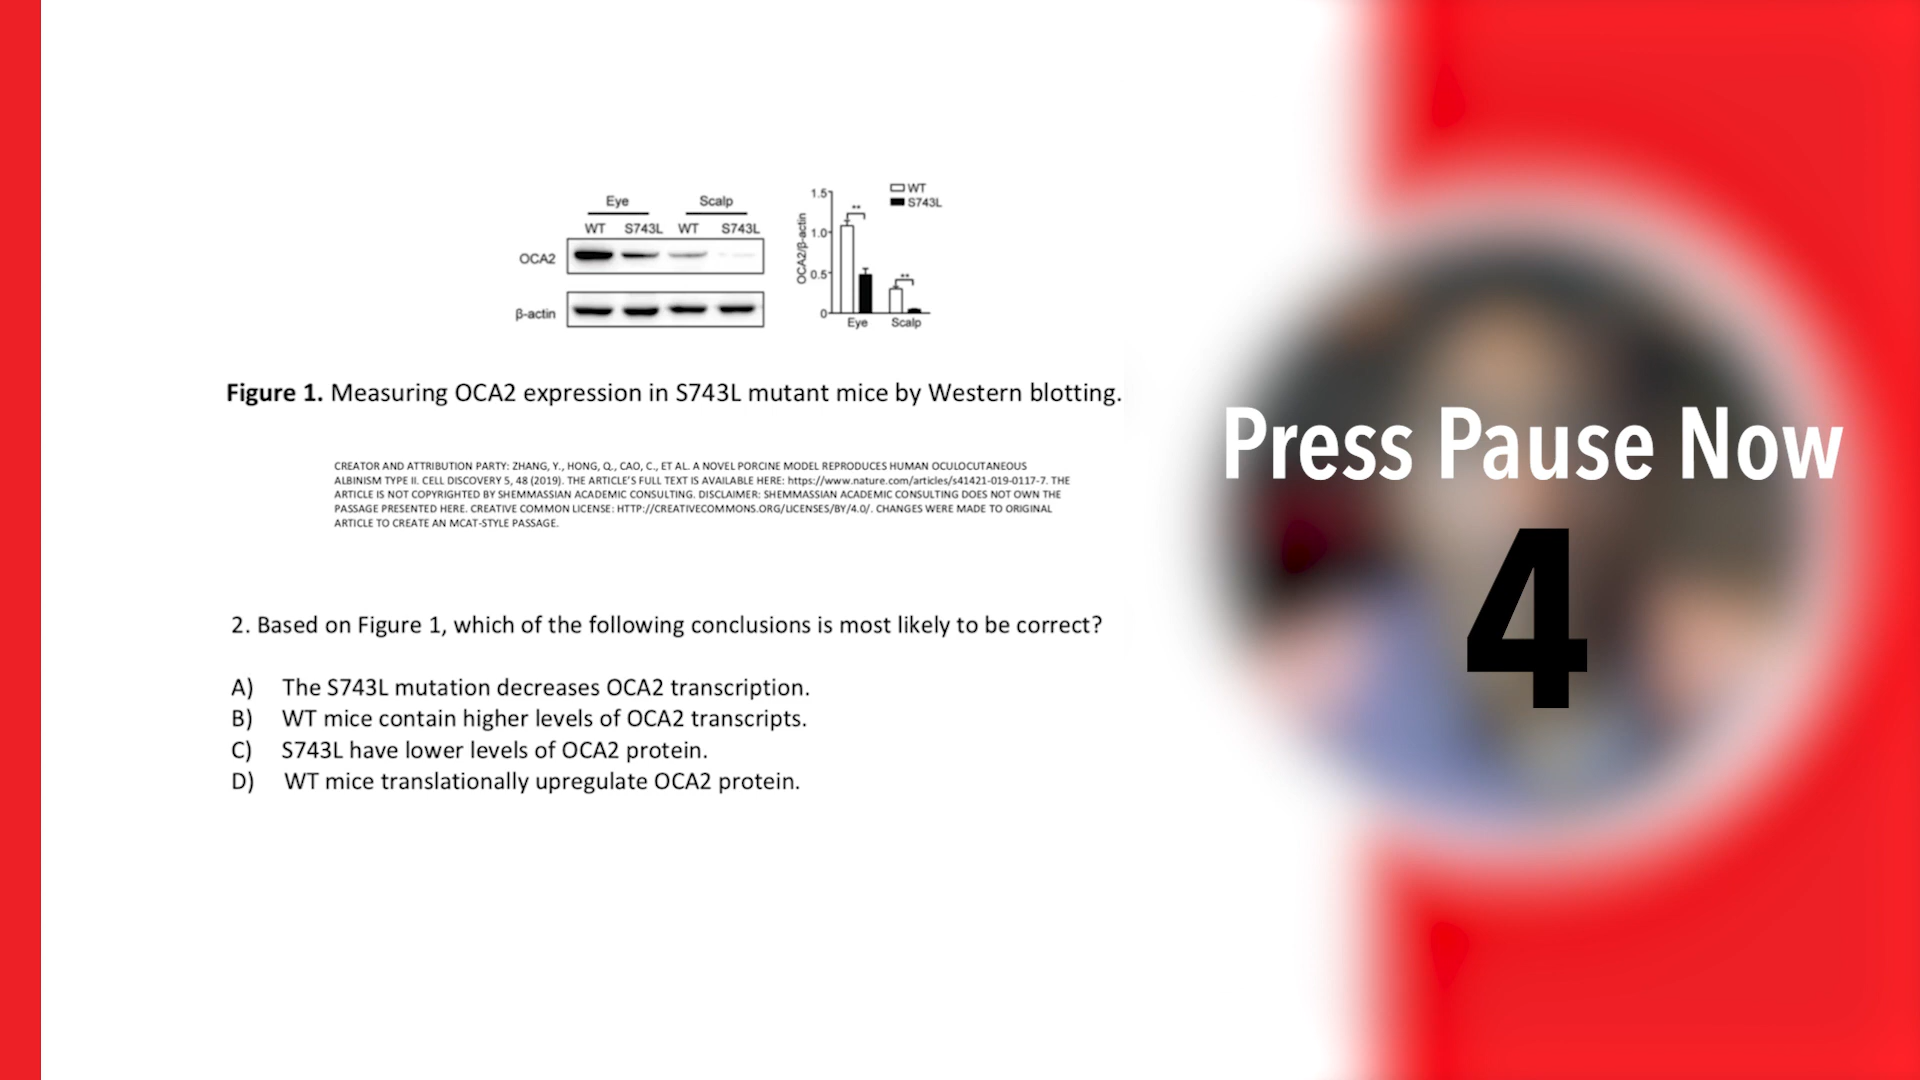 Eye Scalp
WT S743L WT S743L
OCA2
β-actin
1.5
1.0
0.5
0
OCA2/β-actin
** **
Eye Scalp
WT
S743L
Figure 1. Measuring OCA2 expression in S743L mutant mice by Western blotting.
CREATOR AND ATTRIBUTION PARTY: ZHANG, Y., HONG, Q., CAO, C., ET AL. A NOVEL PORCINE MODEL REPRODUCES HUMAN OCULOCUTANEOUS
ALBINISM TYPE II. CELL DISCOVERY 5, 48 (2019). THE ARTICLE'S FULL TEXT IS AVAILABLE HERE: https://www.nature.com/articles/s41421-019-0117-7. THE
ARTICLE IS NOT COPYRIGHTED BY SHEMMASSIAN ACADEMIC CONSULTING. DISCLAIMER: SHEMMASSIAN ACADEMIC CONSULTING DOES NOT OWN THE
PASSAGE PRESENTED HERE. CREATIVE COMMON LICENSE: HTTP://CREATIVECOMMONS.ORG/LICENSES/BY/4.0/. CHANGES WERE MADE TO ORIGINAL
ARTICLE TO CREATE AN MCAT-STYLE PASSAGE.
2. Based on Figure 1, which of the following conclusions is most likely to be correct?
A) The S743L mutation decreases OCA2 transcription.
B) WT mice contain higher levels of OCA2 transcripts.
C) S743L have lower levels of OCA2 protein.
D) WT mice translationally upregulate OCA2 protein.
Press Pause Now
4